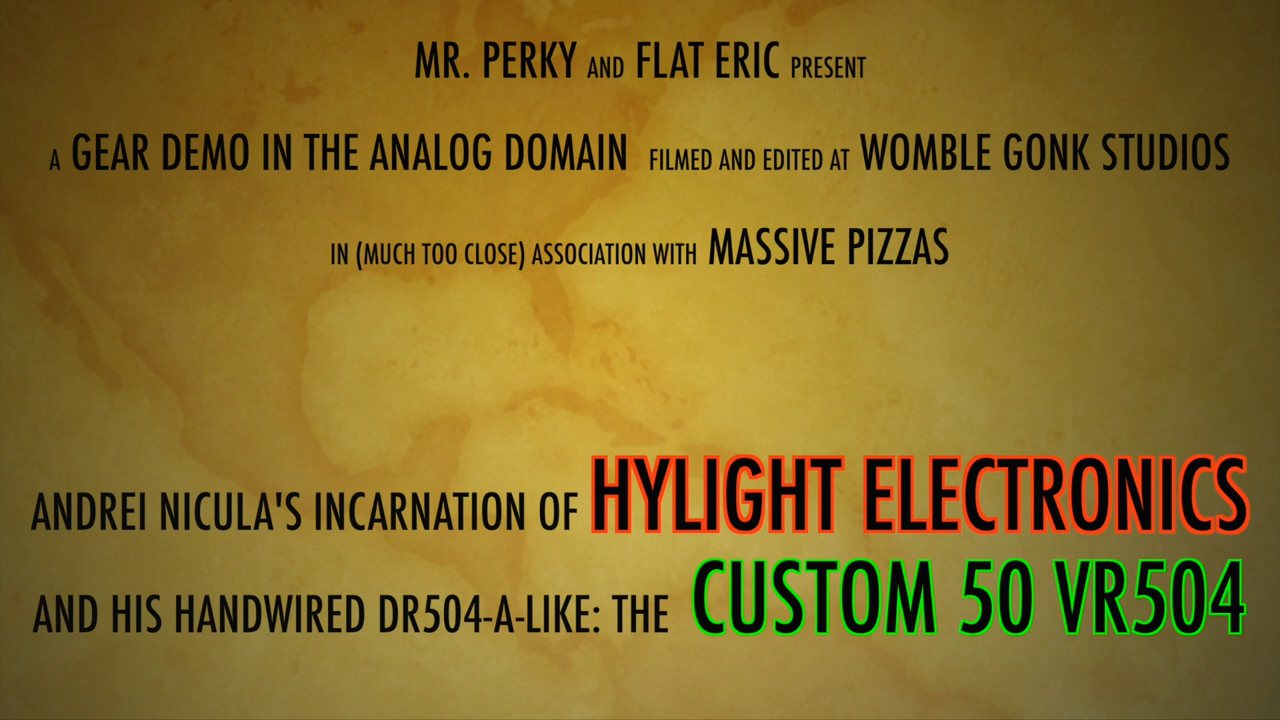 MR. PERKY AND FLAT ERIC PRESENT
A GEAR DEMO IN THE ANALOG DOMAIN FILMED AND EDITED AT WOMBLE GONK STUDIOS
IN (MUCH TOO CLOSE) ASSOCIATION WITH MASSIVE PIZZAS
ANDREI NICULA'S INCARNATION OF HYLIGHT ELECTRONICS
AND HIS HANDWIRED DR504-A-LIKE: THE CUSTOM 50 VR504